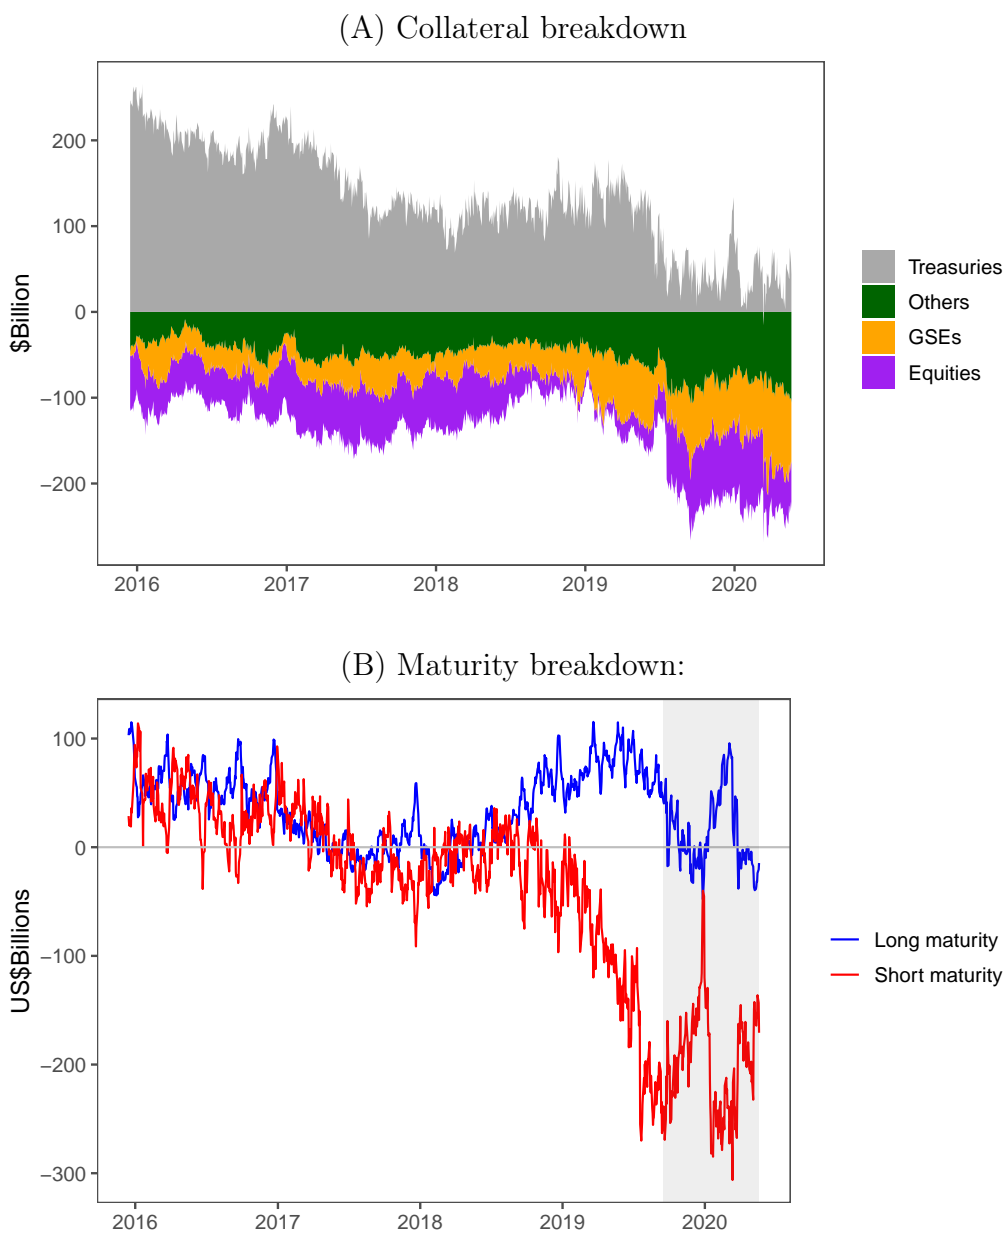 (A) Collateral breakdown
$Billion
200
100
0
−100
−200
2016
2017
2018
2019
2020
Treasuries
Others
GSEs
Equities
(B) Maturity breakdown:
US$Billions
100
0
−100
−200
−300
2016
2017
2018
2019
2020
Long maturity
Short maturity